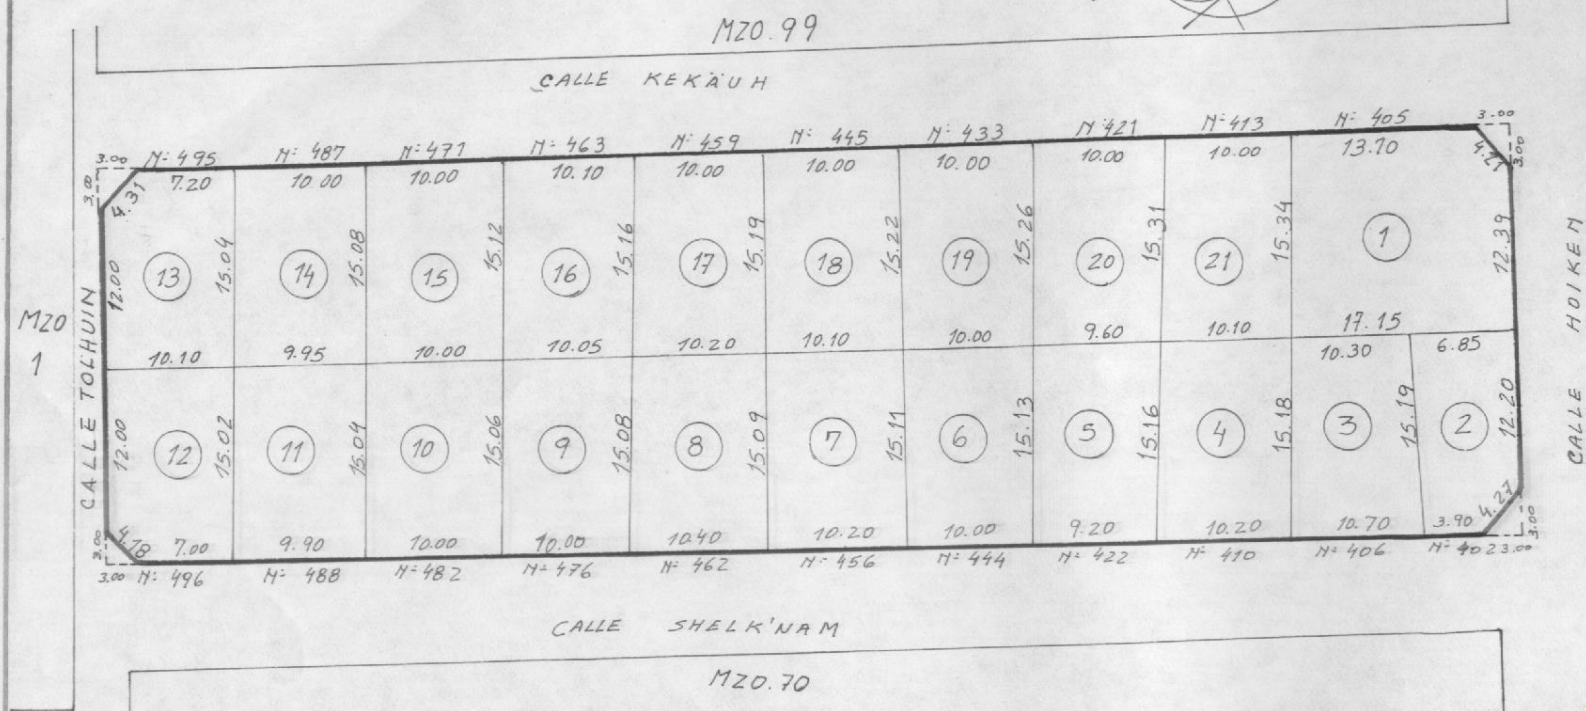 MZO. 99
CALLE KEKÄUH
N: 495 N: 487 N: 471 N: 463 N: 459 N: 445 N: 433 N: 421 N: 413 N: 405
3.00 7.20 10.00 10.00 10.10 10.00 10.00 10.00 10.00 10.00 13.70 3.00
3.00 4.31 4.27 3.00
12.00 13 15.04 14 15.08 15 15.12 16 15.16 17 15.19 18 15.22 19 15.26 20 15.31 21 15.34 1 12.39
MZO
1
CALLE TOLHUIN
CALLE HOIKEN
10.10 9.95 10.00 10.05 10.20 10.10 10.00 9.60 10.10 17.15
10.30 6.85
12.00 12 15.02 11 15.04 10 15.06 9 15.08 8 15.09 7 15.11 6 15.13 5 15.16 4 15.18 3 15.19 2 12.20
3.00 4.18 7.00 9.90 10.00 10.00 10.40 10.20 10.00 9.20 10.20 10.70 3.90 4.27 3.00
3.00 N: 496 N: 488 N: 482 N: 476 N: 462 N: 456 N: 444 N: 422 N: 410 N: 406 N: 402 3.00
CALLE SHELK'NAM
MZO. 70